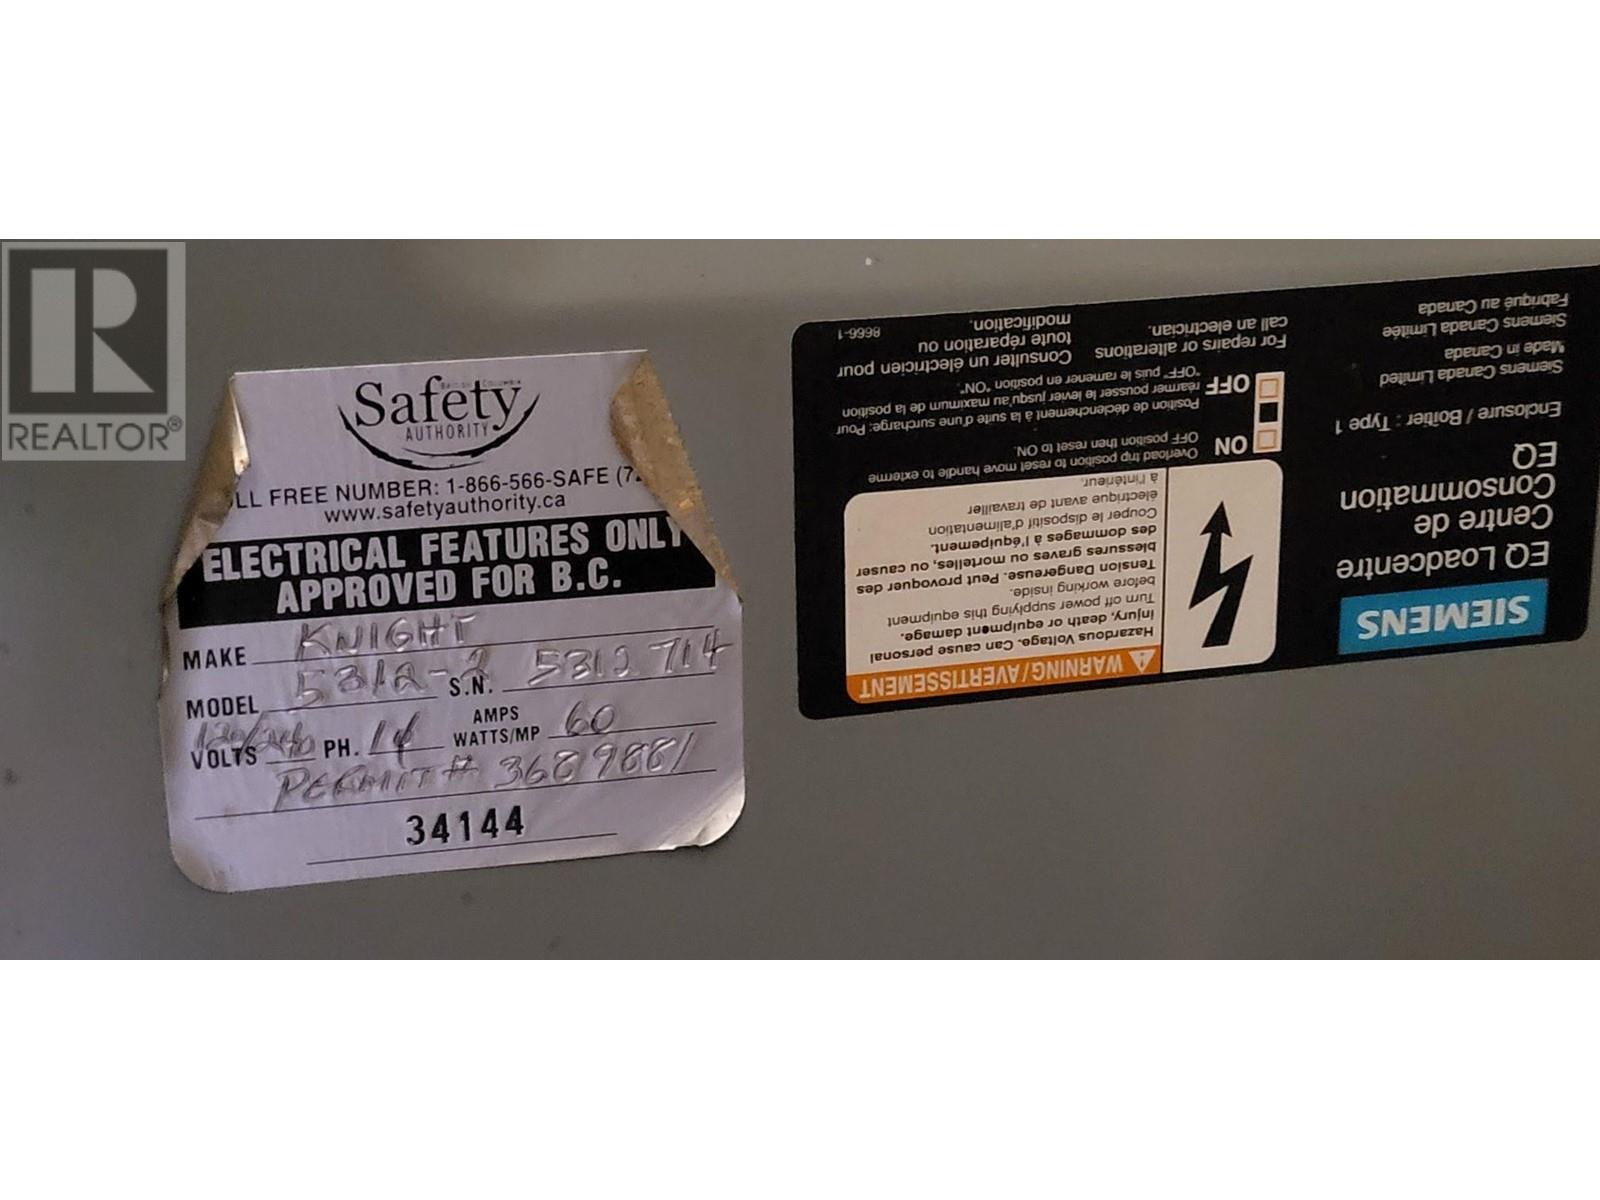 REALTOR®
BRITISH COLUMBIA
Safety
AUTHORITY
LL FREE NUMBER: 1-866-566-SAFE (72
www.safetyauthority.ca
ELECTRICAL FEATURES ONLY
APPROVED FOR B.C.
MAKE KNIGHT
MODEL 5312-2 S.N. 5312714
VOLTS 120/240 PH. 1ϕ AMPS WATTS/MP 60
PERMIT# 3689881
34144
SIEMENS
EQ Loadcentre
Centre de
Consommation
EQ
Enclosure / Boîtier : Type 1
Siemens Canada Limited
Made in Canada
Siemens Canada Limitée
Fabriqué au Canada
WARNING / AVERTISSEMENT
Hazardous Voltage. Can cause personal
injury, death or equipment damage.
Turn off power supplying this equipment
before working inside.
Tension Dangereuse. Peut provoquer des
blessures graves ou mortelles, ou causer
des dommages à l'équipement.
Couper le dispositif d'alimentation
électrique avant de travailler
à l'intérieur.
ON
OFF
Overload trip position to reset move handle to extreme
OFF position then reset to ON.
Position de déclenchement à la suite d'une surcharge: Pour
réarmer pousser le levier jusqu'au maximum de la position
"OFF" puis le ramener en position "ON".
For repairs or alterations
call an electrician.
Consulter un électricien pour
toute réparation ou
modification.
8666-1